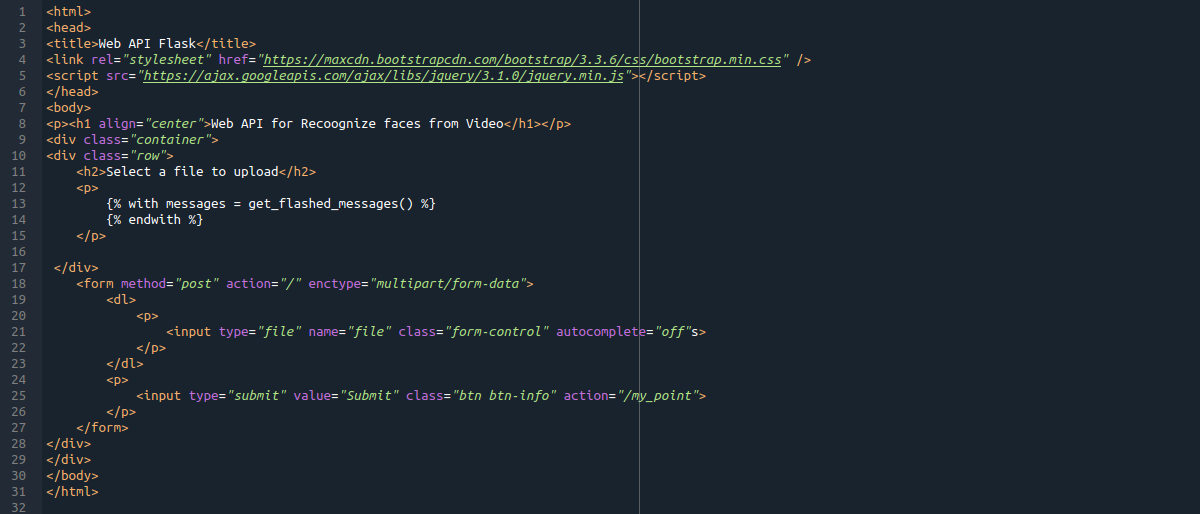 1 <html>
2 <head>
3 <title>Web API Flask</title>
4 <link rel="stylesheet" href="https://maxcdn.bootstrapcdn.com/bootstrap/3.3.6/css/bootstrap.min.css" />
5 <script src="https://ajax.googleapis.com/ajax/libs/jquery/3.1.0/jquery.min.js"></script>
6 </head>
7 <body>
8 <p><h1 align="center">Web API for Recoognize faces from Video</h1></p>
9 <div class="container">
10 <div class="row">
11     <h2>Select a file to upload</h2>
12     <p>
13         {% with messages = get_flashed_messages() %}
14         {% endwith %}
15     </p>
16
17  </div>
18     <form method="post" action="/" enctype="multipart/form-data">
19         <dl>
20             <p>
21                 <input type="file" name="file" class="form-control" autocomplete="off"s>
22             </p>
23         </dl>
24         <p>
25             <input type="submit" value="Submit" class="btn btn-info" action="/my_point">
26         </p>
27     </form>
28 </div>
29 </div>
30 </body>
31 </html>
32